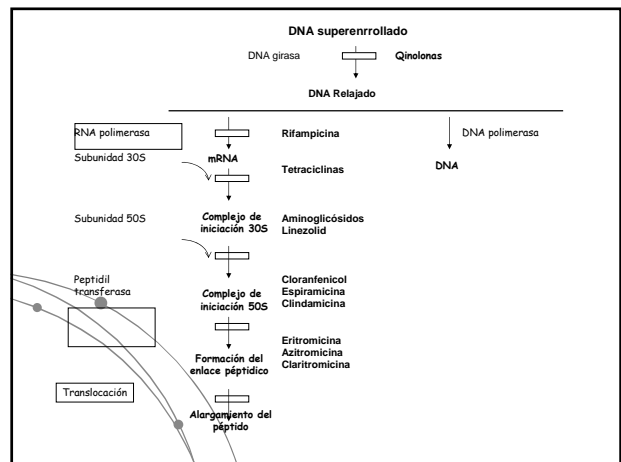 DNA superenrrollado
DNA girasa
Qinolonas
DNA Relajado
RNA polimerasa
Rifampicina
DNA polimerasa
Subunidad 30S
mRNA
Tetraciclinas
DNA
Subunidad 50S
Complejo de
iniciación 30S
Aminoglicósidos
Linezolid
Peptidil
transferasa
Complejo de
iniciación 50S
Cloranfenicol
Espiramicina
Clindamicina
Formación del
enlace péptidico
Eritromicina
Azitromicina
Claritromicina
Translocación
Alargamiento del
péptido